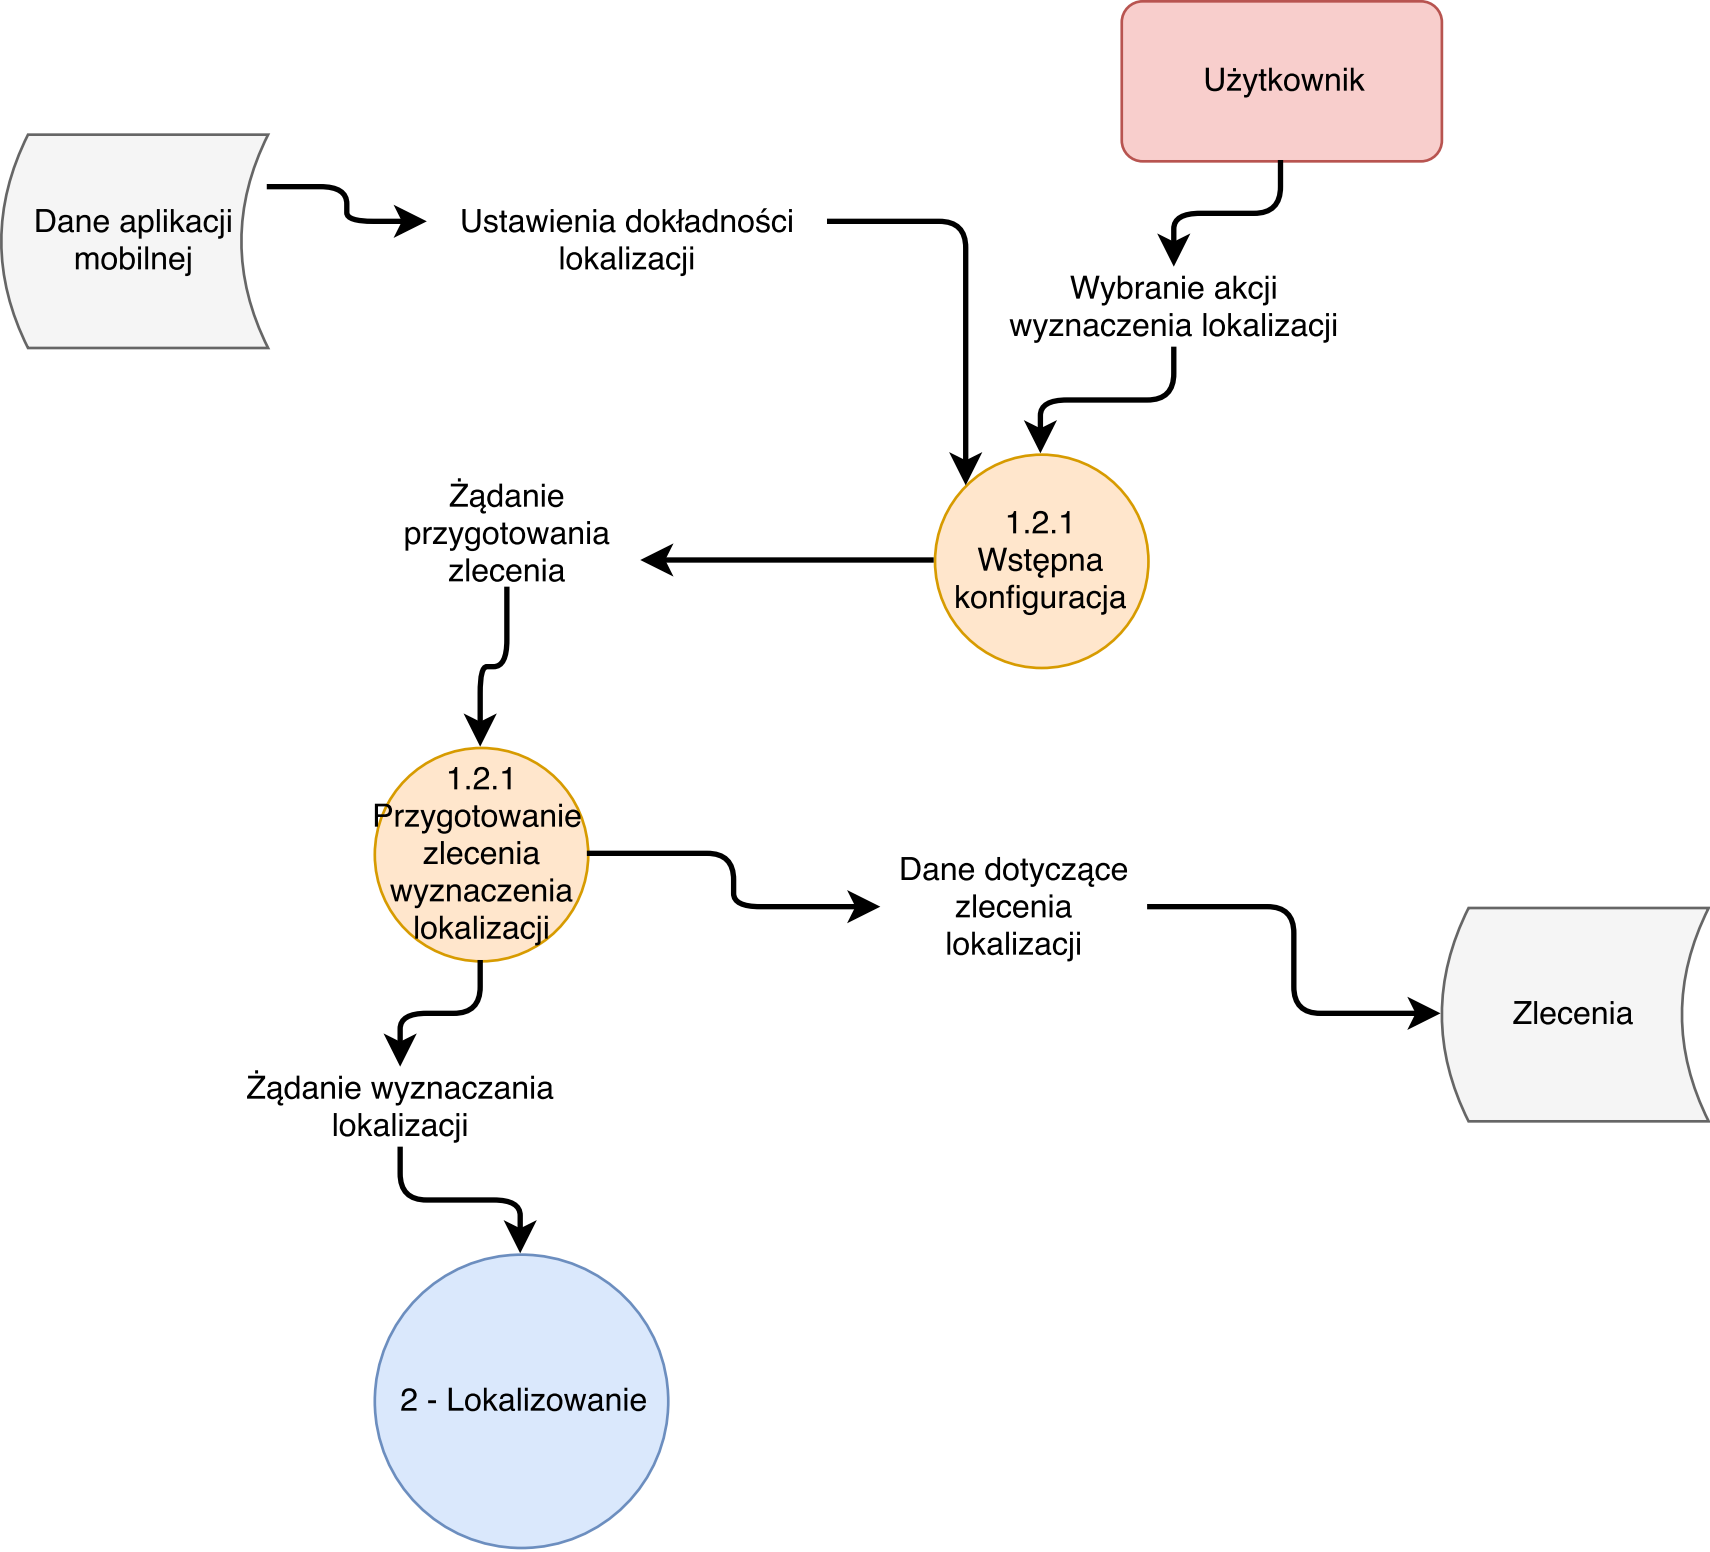 Użytkownik
Dane aplikacji
mobilnej
Ustawienia dokładności
lokalizacji
Wybranie akcji
wyznaczenia lokalizacji
Żądanie
przygotowania
zlecenia
1.2.1
Wstępna
konfiguracja
1.2.1
Przygotowanie
zlecenia
wyznaczenia
lokalizacji
Dane dotyczące
zlecenia
lokalizacji
Zlecenia
Żądanie wyznaczania
lokalizacji
2 - Lokalizowanie